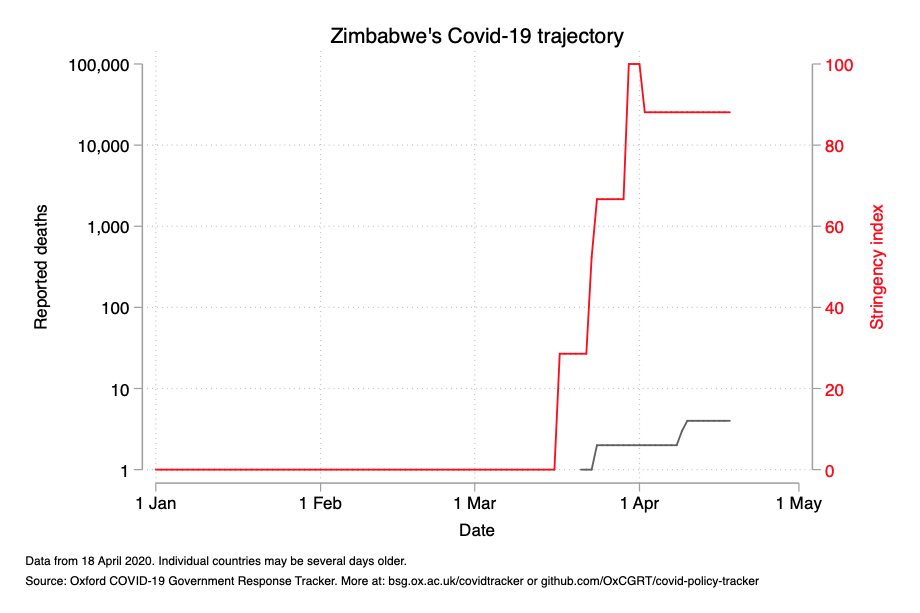 Zimbabwe's Covid-19 trajectory
100,000
10,000
1,000
100
10
1
Reported deaths
100
80
60
40
20
0
Stringency index
1 Jan
1 Feb
1 Mar
1 Apr
1 May
Date
Data from 18 April 2020. Individual countries may be several days older.
Source: Oxford COVID-19 Government Response Tracker. More at: bsg.ox.ac.uk/covidtracker or github.com/OxCGRT/covid-policy-tracker